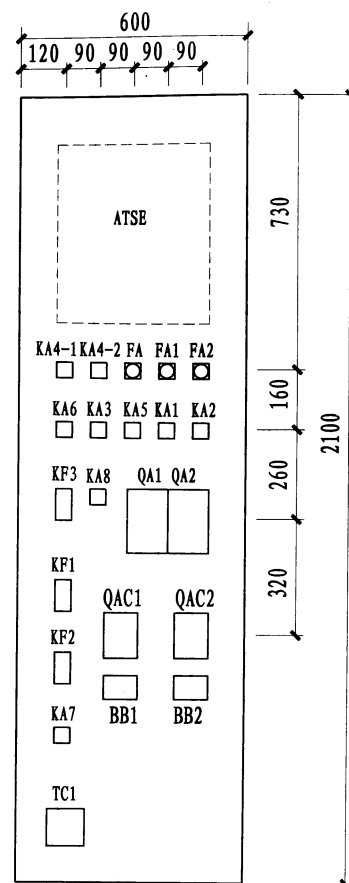 600
120 90 90 90 90
ATSE
730
KA4-1 KA4-2 FA FA1 FA2
160
KA6 KA3 KA5 KA1 KA2
2100
260
KF3 KA8 QA1 QA2
320
KF1
QAC1 QAC2
KF2
BB1 BB2
KA7
TC1